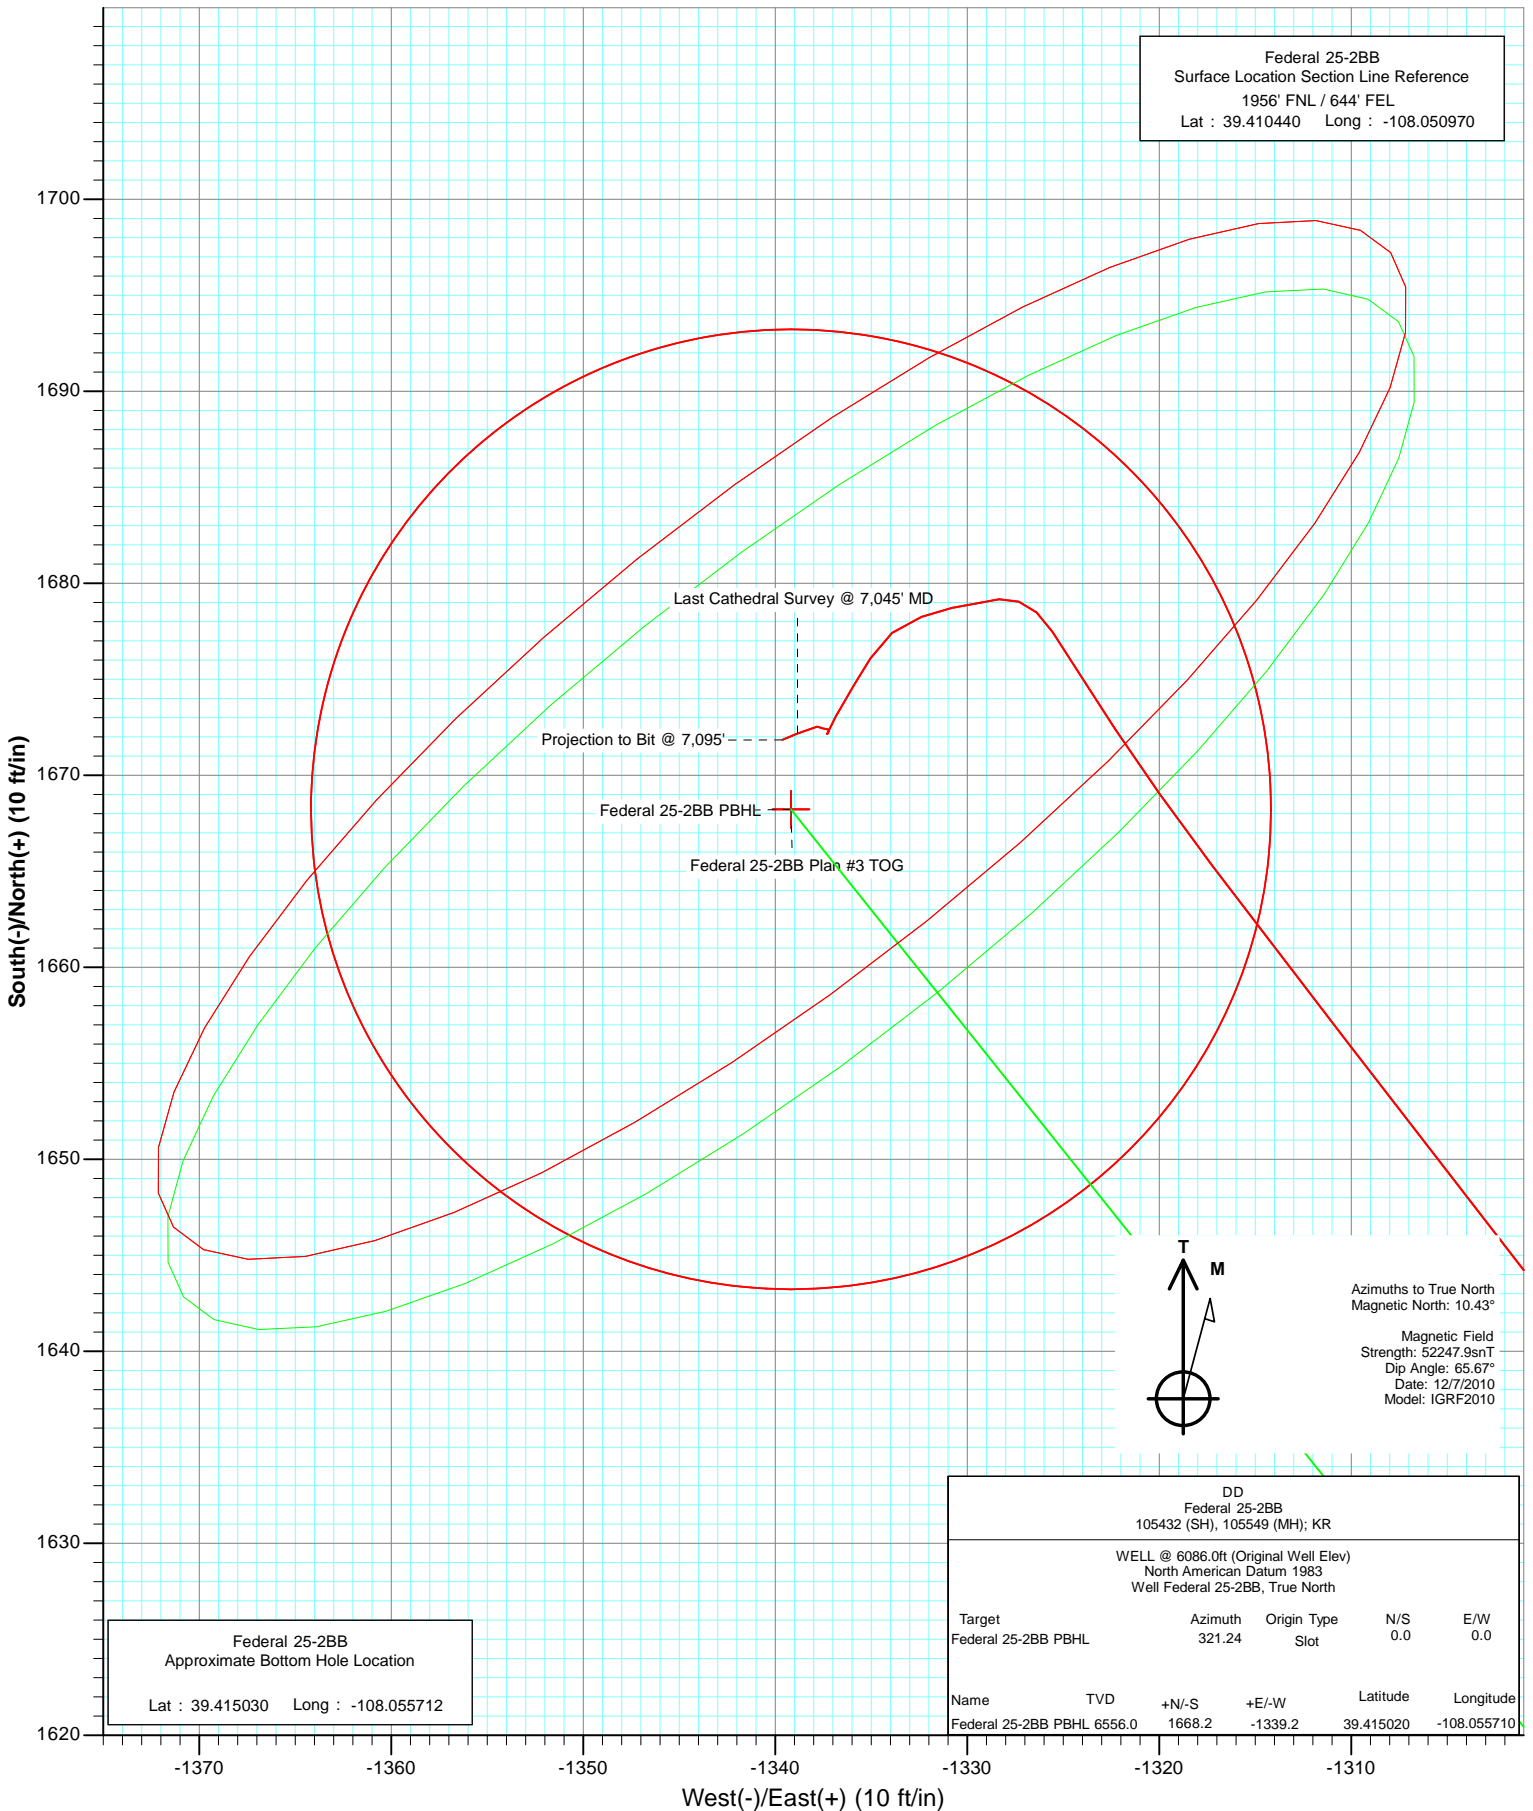 Federal 25-2BB
Surface Location Section Line Reference
1956' FNL / 644' FEL
Lat : 39.410440 Long : -108.050970
1700
1690
1680
1670
1660
1650
1640
1630
1620
South(-)/North(+) (10 ft/in)
Last Cathedral Survey @ 7,045' MD
Projection to Bit @ 7,095'
Federal 25-2BB PBHL
Federal 25-2BB Plan #3 TOG
T
M
Azimuths to True North
Magnetic North: 10.43°
Magnetic Field
Strength: 52247.9snT
Dip Angle: 65.67°
Date: 12/7/2010
Model: IGRF2010
DD
Federal 25-2BB
105432 (SH), 105549 (MH); KR
WELL @ 6086.0ft (Original Well Elev)
North American Datum 1983
Well Federal 25-2BB, True North
Target Azimuth Origin Type N/S E/W
Federal 25-2BB PBHL 321.24 Slot 0.0 0.0
Name TVD +N/-S +E/-W Latitude Longitude
Federal 25-2BB PBHL 6556.0 1668.2 -1339.2 39.415020 -108.055710
Federal 25-2BB
Approximate Bottom Hole Location
Lat : 39.415030 Long : -108.055712
-1370 -1360 -1350 -1340 -1330 -1320 -1310
West(-)/East(+) (10 ft/in)